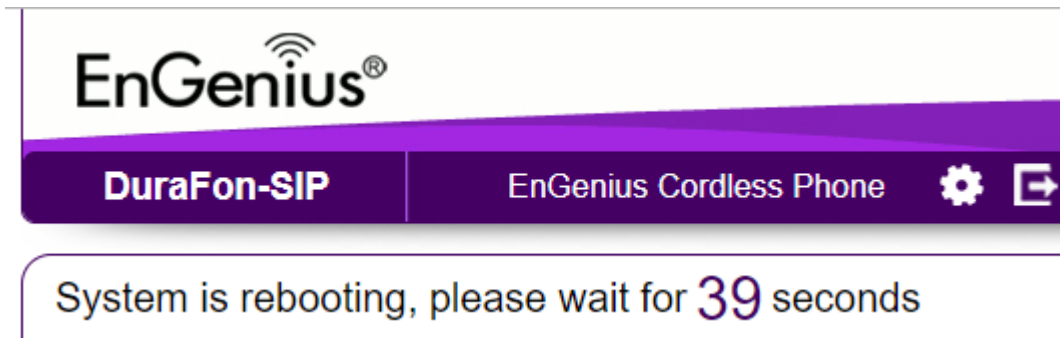 EnGenius®
DuraFon-SIP
EnGenius Cordless Phone
System is rebooting, please wait for 39 seconds